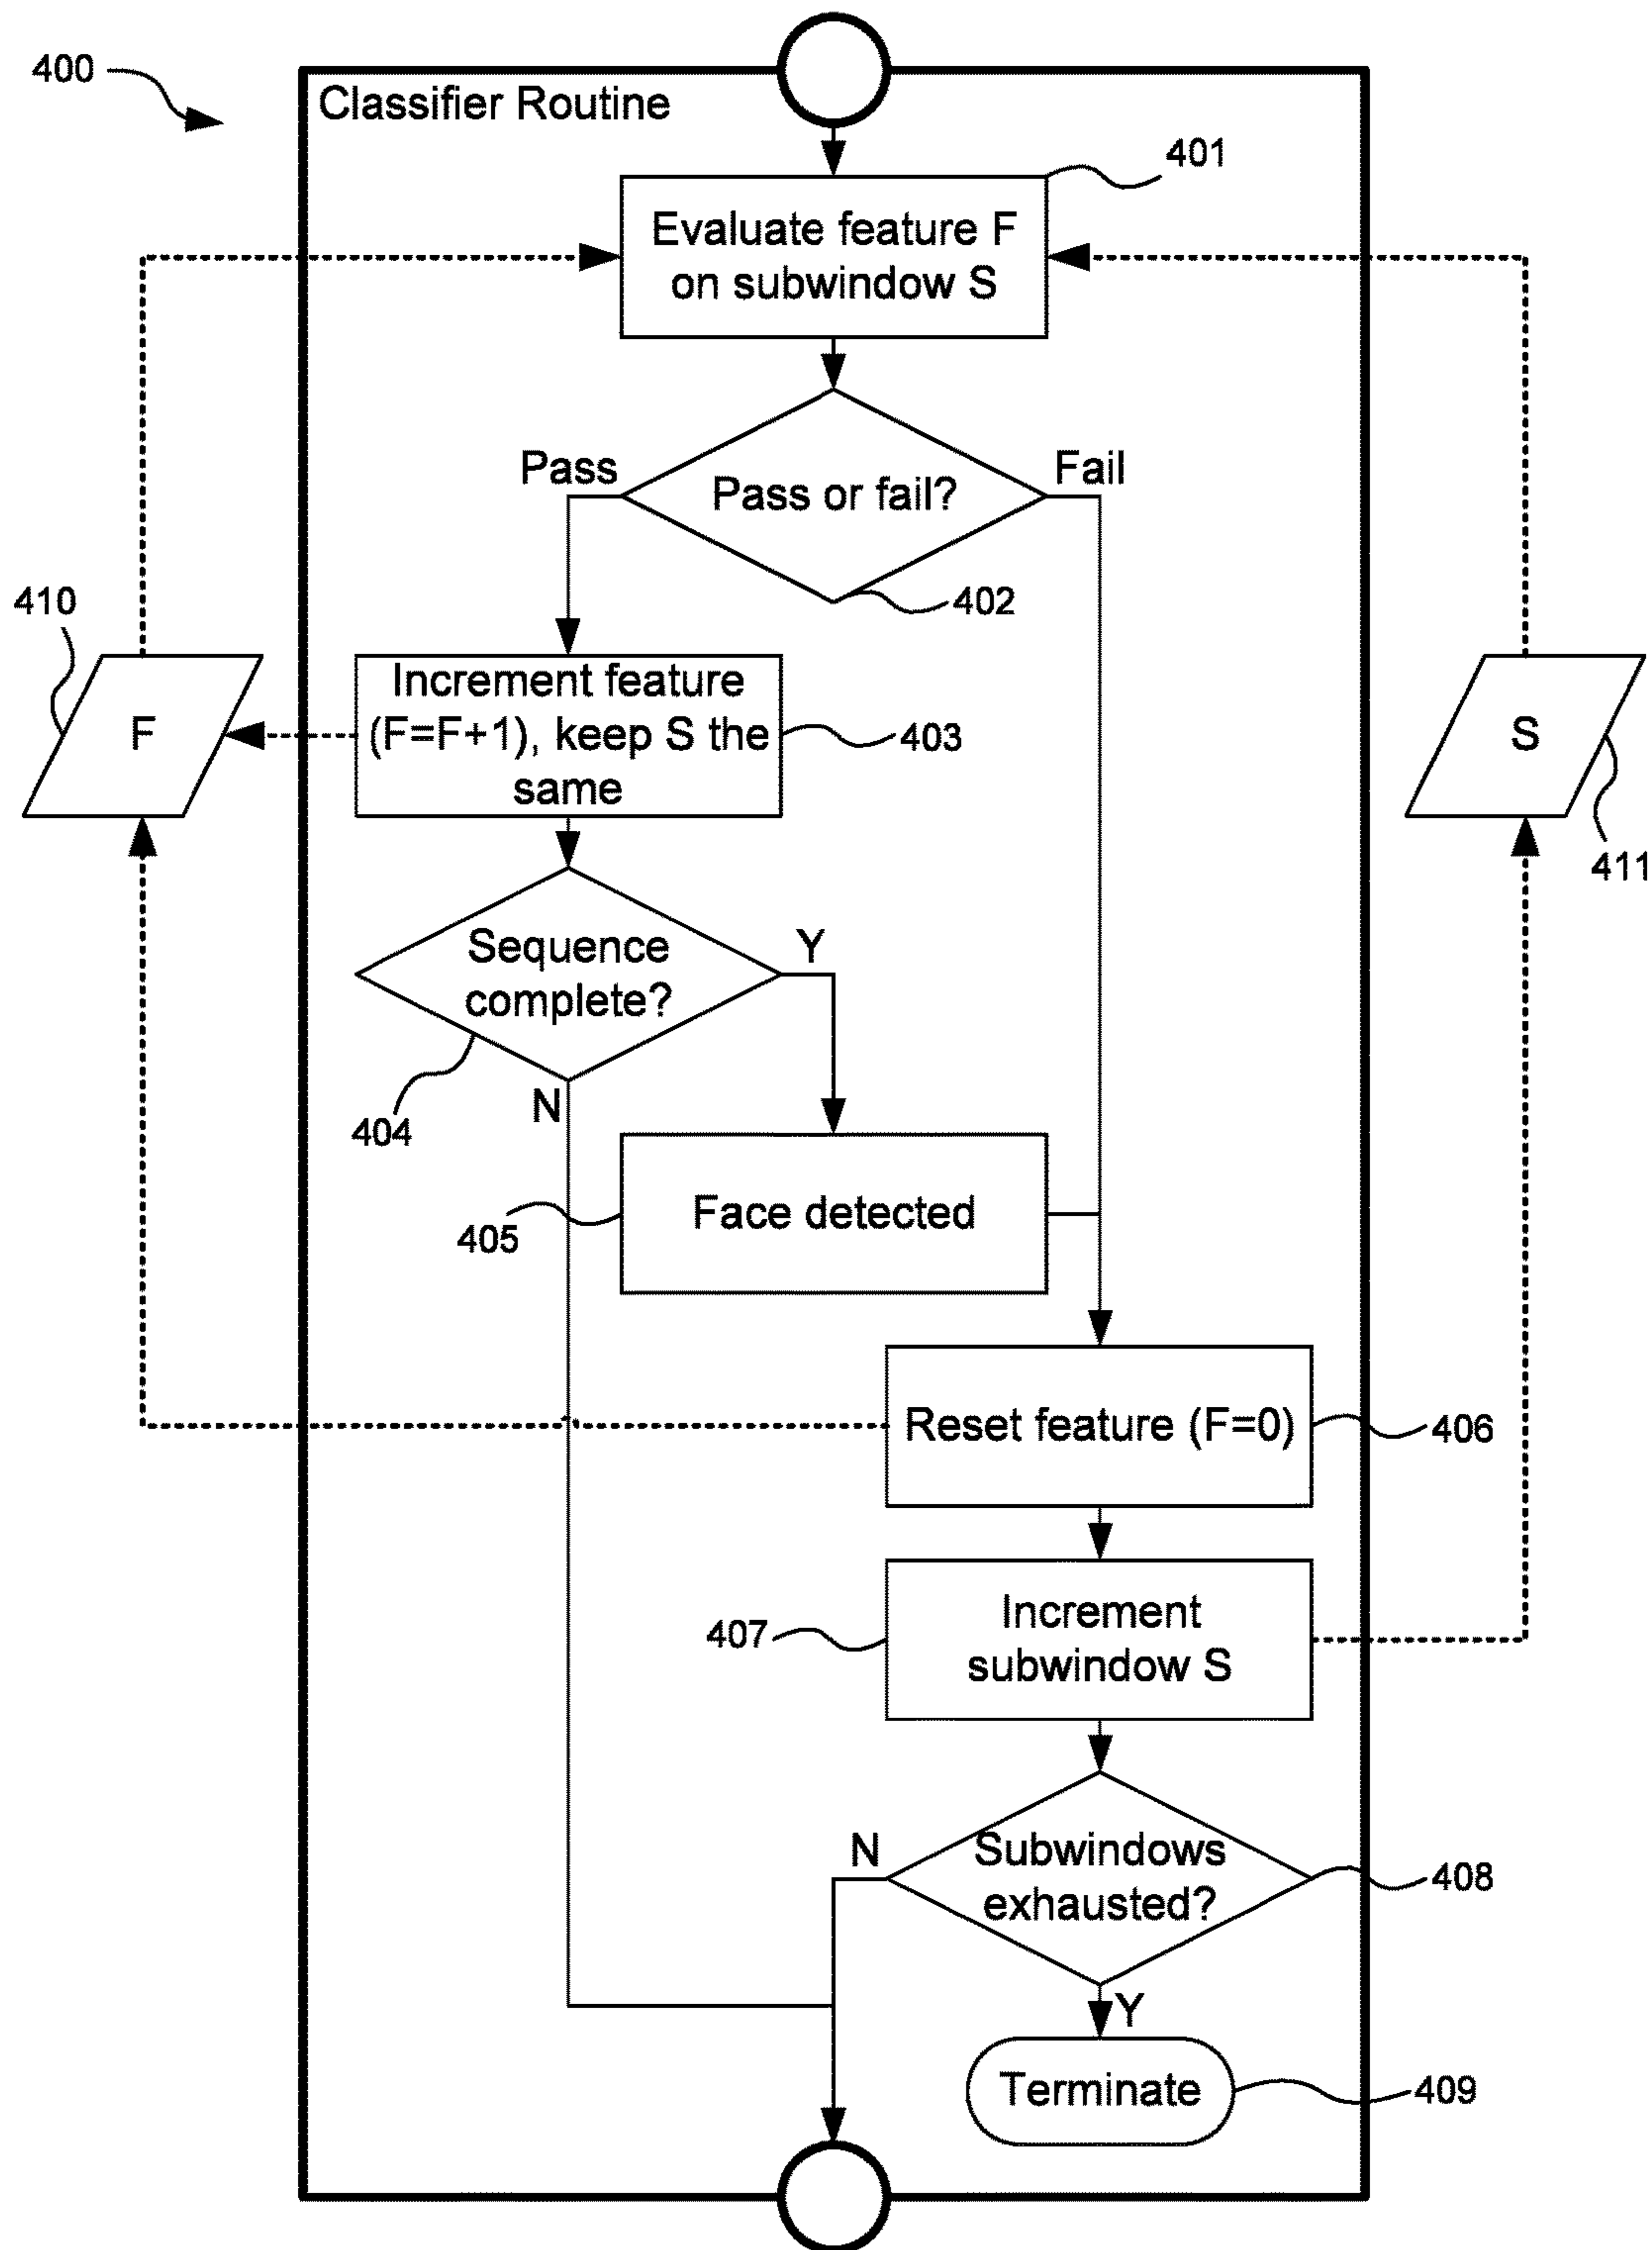 400
Classifier Routine
401
Evaluate feature F
on subwindow S
Pass
Fail
Pass or fail?
402
410
F
Increment feature
(F=F+1), keep S the
same
403
S
411
Sequence
complete?
Y
N
404
Face detected
405
Reset feature (F=0)
406
Increment
subwindow S
407
N
Subwindows
exhausted?
408
Y
Terminate
409